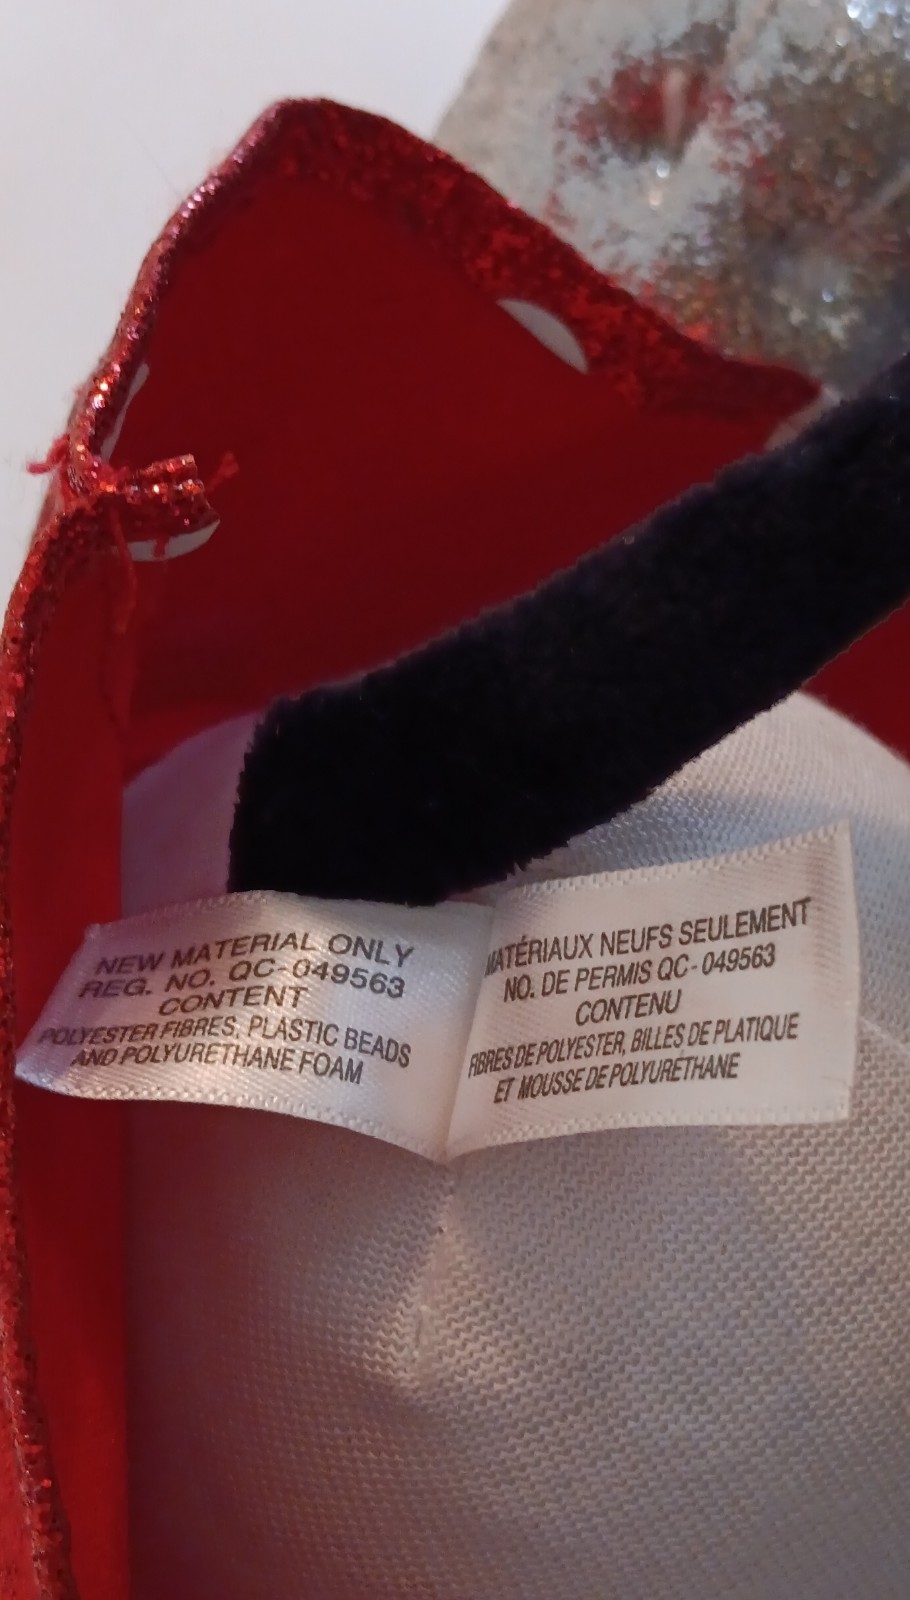 NEW MATERIAL ONLY
REG. NO. QC-049563
CONTENT
POLYESTER FIBRES, PLASTIC BEADS
AND POLYURETHANE FOAM
MATÉRIAUX NEUFS SEULEMENT
NO. DE PERMIS QC-049563
CONTENU
FIBRES DE POLYESTER, BILLES DE PLATIQUE
ET MOUSSE DE POLYURÉTHANE